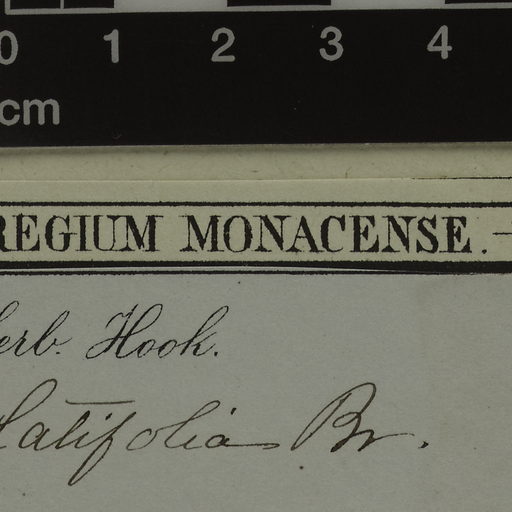 0 1 2 3 4
cm
REGIUM MONACENSE.—
erb. Hook.
latifolia Br.